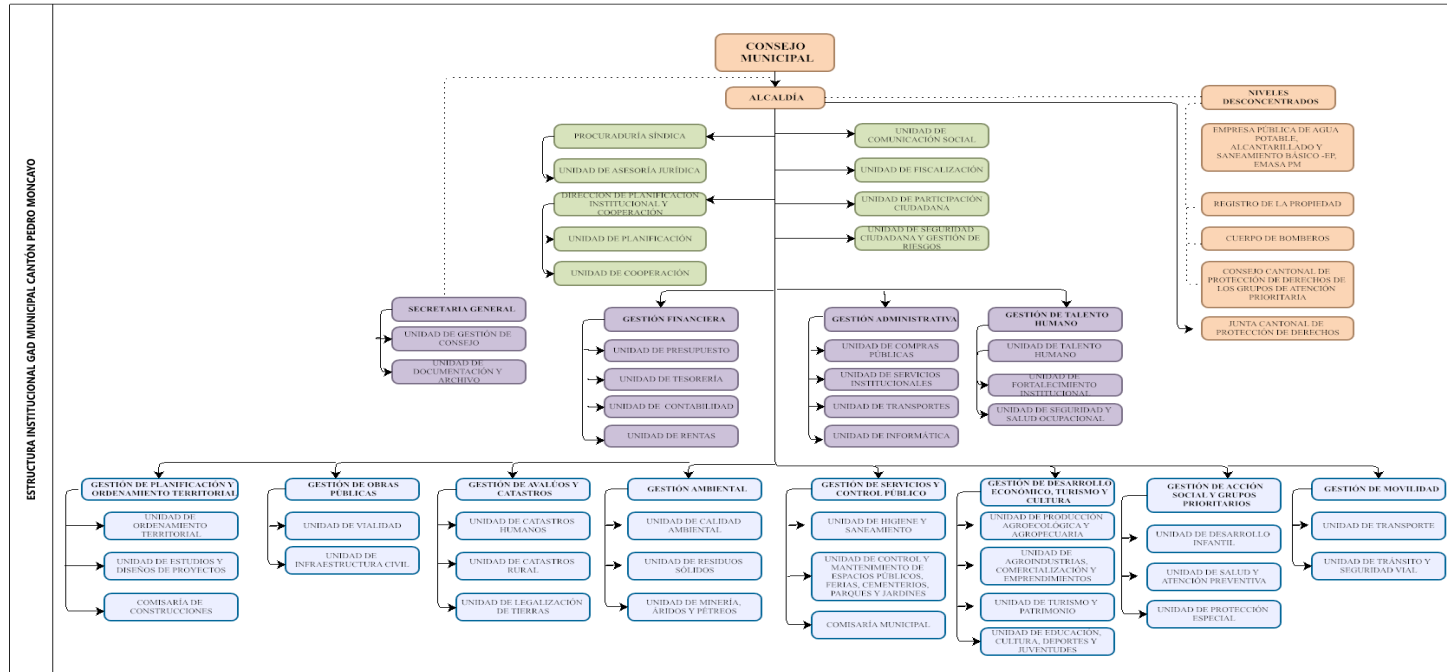 ESTRUCTURA INSTITUCIONAL GAD MUNICIPAL CANTÓN PEDRO MONCAYO
CONSEJO
MUNICIPAL
ALCALDÍA
NIVELES
DESCONCENTRADOS
EMPRESA PÚBLICA DE AGUA
POTABLE,
ALCANTARILLADO Y
SANEAMIENTO BÁSICO -EP,
EMASA PM
REGISTRO DE LA PROPIEDAD
CUERPO DE BOMBEROS
CONSEJO CANTONAL DE
PROTECCIÓN DE DERECHOS DE
LOS GRUPOS DE ATENCIÓN
PRIORITARIA
JUNTA CANTONAL DE
PROTECCIÓN DE DERECHOS
PROCURADURÍA SÍNDICA
UNIDAD DE ASESORÍA JURÍDICA
DIRECCIÓN DE PLANIFICACIÓN
INSTITUCIONAL Y
COOPERACIÓN
UNIDAD DE PLANIFICACIÓN
UNIDAD DE COOPERACIÓN
UNIDAD DE
COMUNICACIÓN SOCIAL
UNIDAD DE FISCALIZACIÓN
UNIDAD DE PARTICIPACIÓN
CIUDADANA
UNIDAD DE SEGURIDAD
CIUDADANA Y GESTIÓN DE
RIESGOS
SECRETARIA GENERAL
UNIDAD DE GESTIÓN DE
CONSEJO
UNIDAD DE
DOCUMENTACIÓN Y
ARCHIVO
GESTIÓN FINANCIERA
UNIDAD DE PRESUPUESTO
UNIDAD DE TESORERÍA
UNIDAD DE CONTABILIDAD
UNIDAD DE RENTAS
GESTIÓN ADMINISTRATIVA
UNIDAD DE COMPRAS
PÚBLICAS
UNIDAD DE SERVICIOS
INSTITUCIONALES
UNIDAD DE TRANSPORTES
UNIDAD DE INFORMÁTICA
GESTIÓN DE TALENTO
HUMANO
UNIDAD DE TALENTO
HUMANO
UNIDAD DE
FORTALECIMIENTO
INSTITUCIONAL
UNIDAD DE SEGURIDAD Y
SALUD OCUPACIONAL
GESTIÓN DE PLANIFICACIÓN Y
ORDENAMIENTO TERRITORIAL
UNIDAD DE
ORDENAMIENTO
TERRITORIAL
UNIDAD DE ESTUDIOS Y
DISEÑOS DE PROYECTOS
COMISARÍA DE
CONSTRUCCIONES
GESTIÓN DE OBRAS
PÚBLICAS
UNIDAD DE VIALIDAD
UNIDAD DE
INFRAESTRUCTURA CIVIL
GESTIÓN DE AVALÚOS Y
CATASTROS
UNIDAD DE CATASTROS
HUMANOS
UNIDAD DE CATASTROS
RURAL
UNIDAD DE LEGALIZACIÓN DE
TIERRAS
GESTIÓN AMBIENTAL
UNIDAD DE CALIDAD
AMBIENTAL
UNIDAD DE RESIDUOS
SÓLIDOS
UNIDAD DE MINERÍA,
ÁRIDOS Y PÉTREOS
GESTIÓN DE SERVICIOS Y
CONTROL PÚBLICO
UNIDAD DE HIGIENE Y
SANEAMIENTO
UNIDAD DE CONTROL Y
MANTENIMIENTO DE
ESPACIOS PÚBLICOS,
FERIAS, CEMENTERIOS,
PARQUES Y JARDINES
COMISARÍA MUNICIPAL
GESTIÓN DE DESARROLLO
ECONÓMICO, TURISMO Y
CULTURA
UNIDAD DE PRODUCCIÓN
AGROECOLÓGICA Y
AGROPECUARIA
UNIDAD DE
AGROINDUSTRIAS,
COMERCIALIZACIÓN Y
EMPRENDIMIENTOS
UNIDAD DE TURISMO Y
PATRIMONIO
UNIDAD DE EDUCACIÓN,
CULTURA, DEPORTES Y
JUVENTUDES
GESTIÓN DE ACCIÓN
SOCIAL Y GRUPOS
PRIORITARIOS
UNIDAD DE DESARROLLO
INFANTIL
UNIDAD DE SALUD Y
ATENCIÓN PREVENTIVA
UNIDAD DE PROTECCIÓN
ESPECIAL
GESTIÓN DE MOVILIDAD
UNIDAD DE TRANSPORTE
UNIDAD DE TRÁNSITO Y
SEGURIDAD VIAL